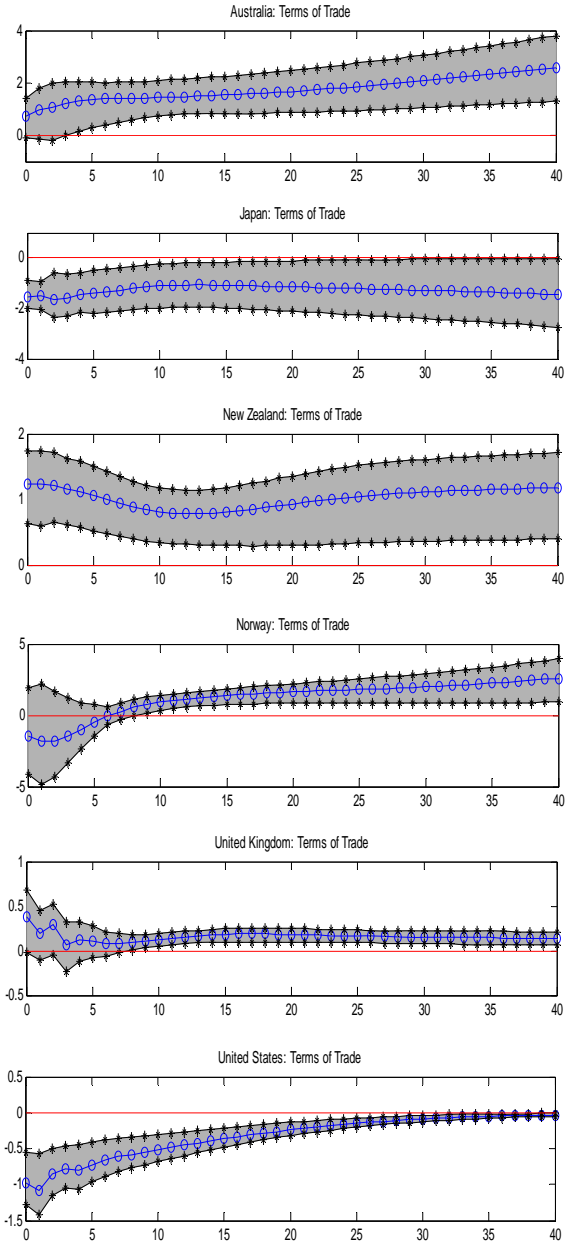 Australia: Terms of Trade
4
2
0
0 5 10 15 20 25 30 35 40
Japan: Terms of Trade
0
-2
-4
0 5 10 15 20 25 30 35 40
New Zealand: Terms of Trade
2
1
0
0 5 10 15 20 25 30 35 40
Norway: Terms of Trade
5
0
-5
0 5 10 15 20 25 30 35 40
United Kingdom: Terms of Trade
1
0.5
0
-0.5
0 5 10 15 20 25 30 35 40
United States: Terms of Trade
0.5
0
-0.5
-1
-1.5
0 5 10 15 20 25 30 35 40